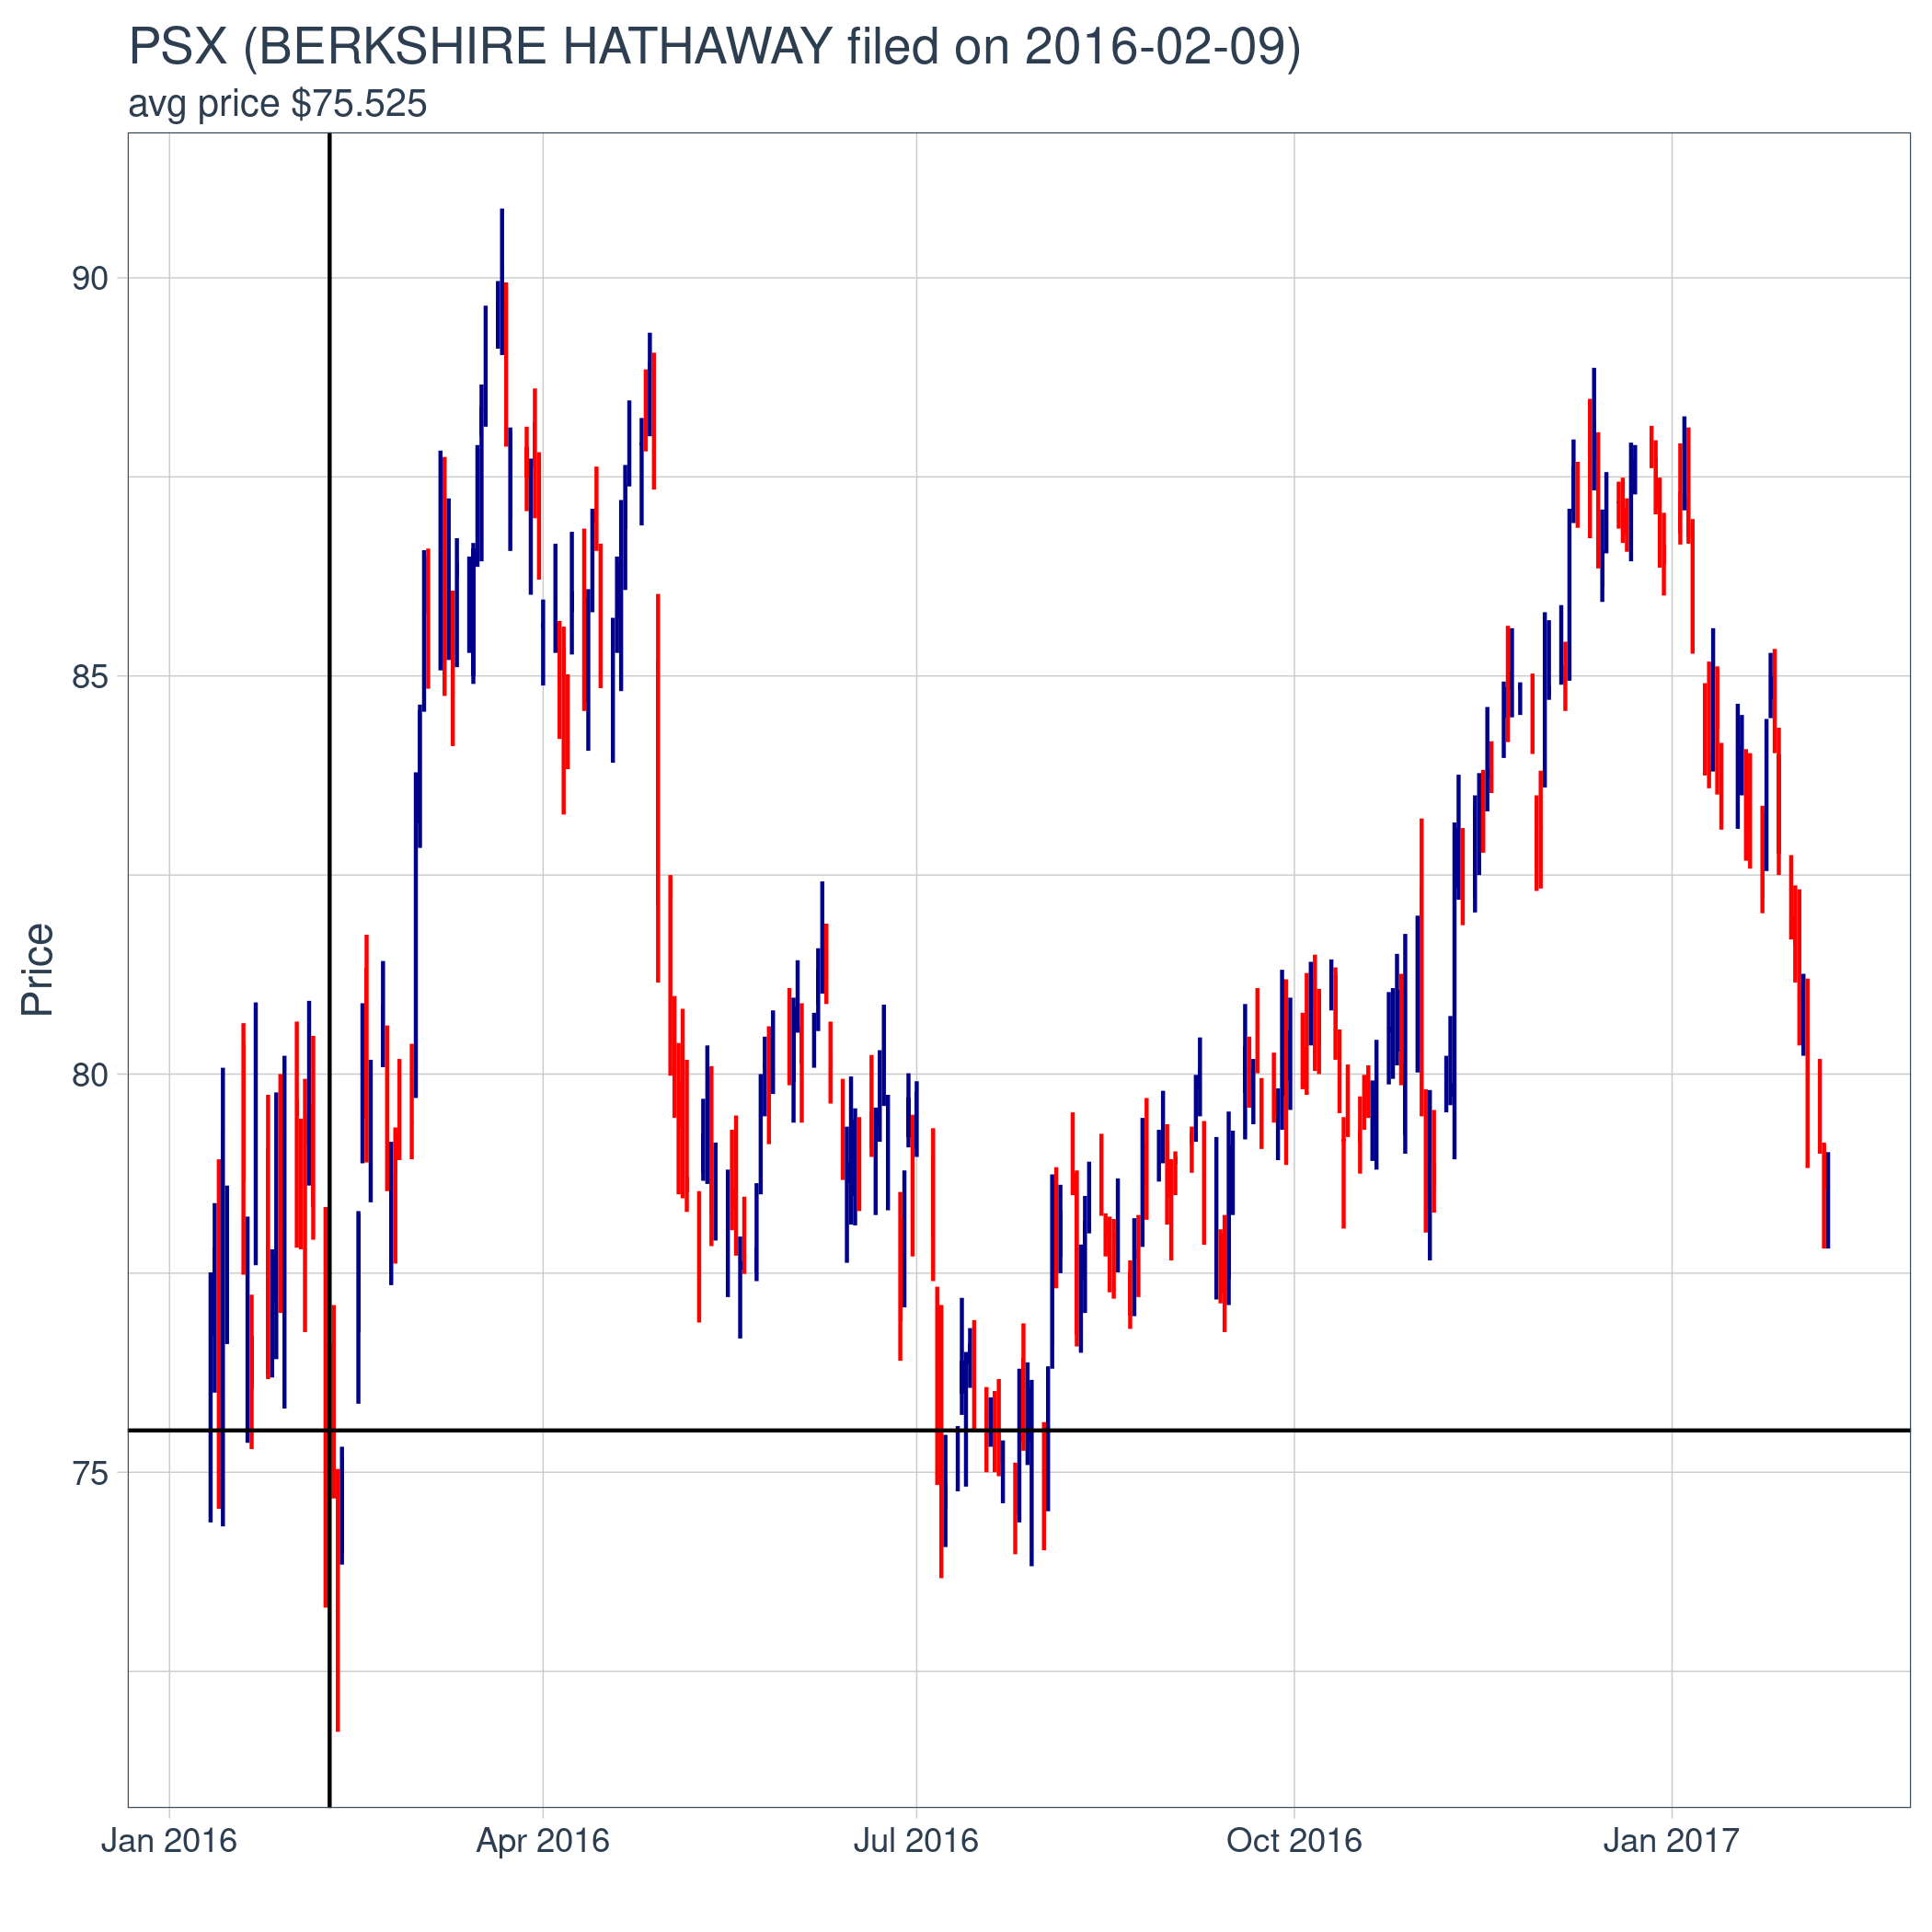 PSX (BERKSHIRE HATHAWAY filed on 2016-02-09)
avg price $75.525
90
85
80
75
Price
Jan 2016
Apr 2016
Jul 2016
Oct 2016
Jan 2017